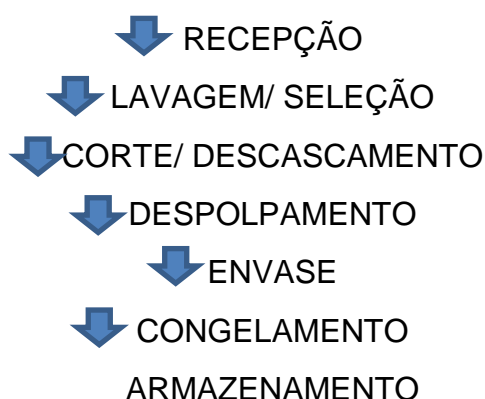 RECEPÇÃO
LAVAGEM/ SELEÇÃO
CORTE/ DESCASCAMENTO
DESPOLPAMENTO
ENVASE
CONGELAMENTO
ARMAZENAMENTO